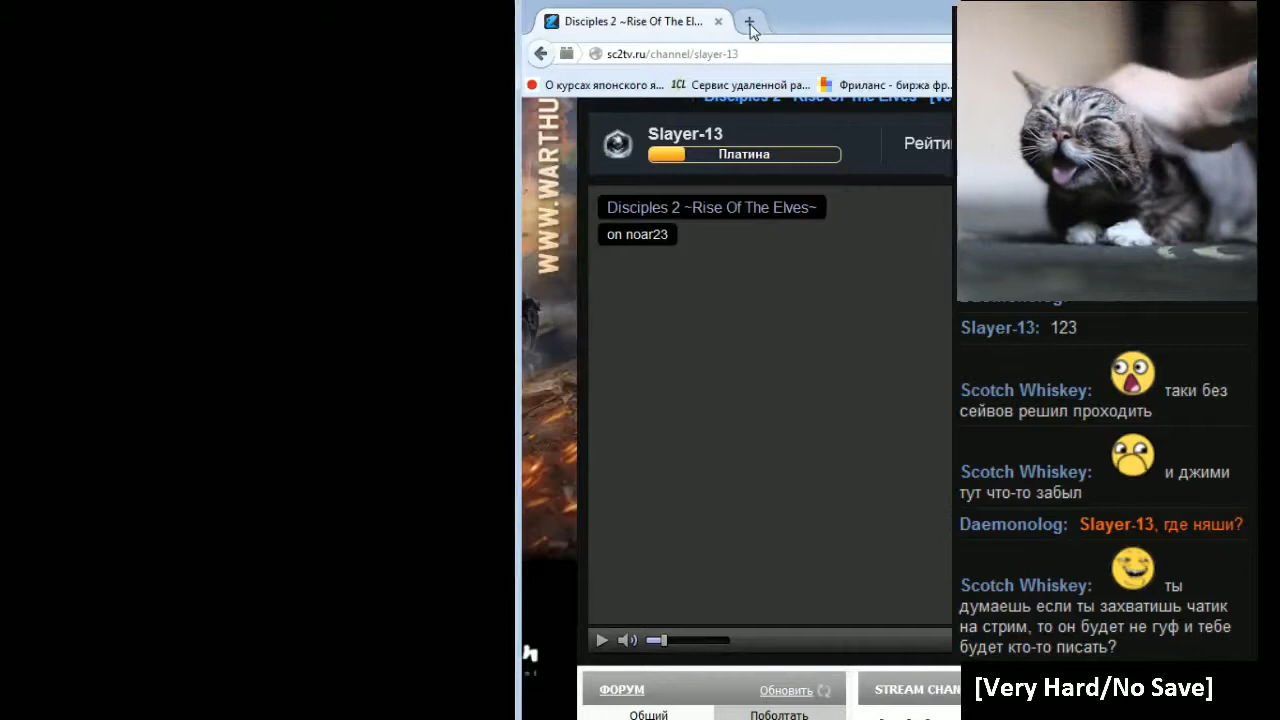 Disciples 2 ~Rise Of The El...
sc2tv.ru/channel/slayer-13
О курсах японского я...
1CL Сервис удаленной ра...
Фриланс - биржа фр...
WWW.WARTHU
Slayer-13
Платина
Рейти
Disciples 2 ~Rise Of The Elves~
on noar23
ФОРУМ
Обновить
STREAM CHAN
Общий
Поболтать
Slayer-13: 123
Scotch Whiskey: таки без
сейвов решил проходить
Scotch Whiskey: и джими
тут что-то забыл
Daemonolog: Slayer-13, где няши?
Scotch Whiskey: ты
думаешь если ты захватишь чатик
на стрим, то он будет не гуф и тебе
будет кто-то писать?
[Very Hard/No Save]